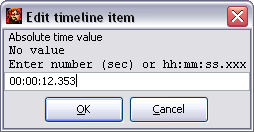 Edit timeline item
Absolute time value
No value
Enter number (sec) or hh:mm:ss.xxx
00:00:12.353
OK
Cancel